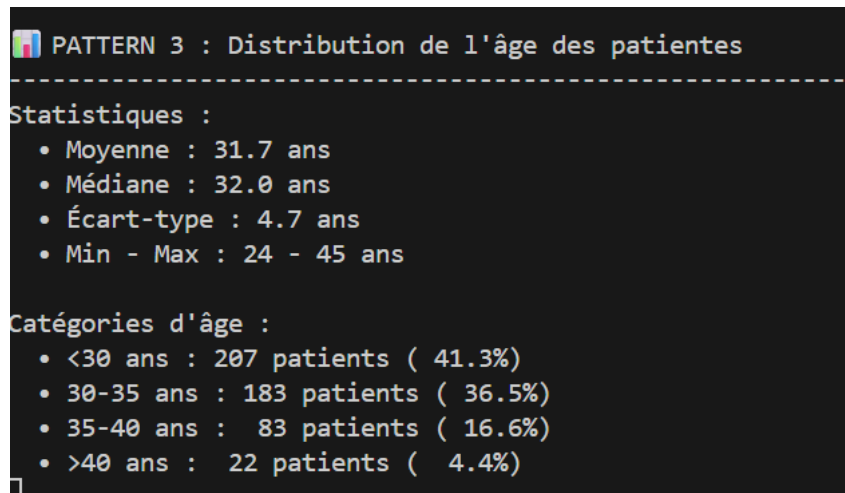 📊 PATTERN 3 : Distribution de l'âge des patientes
---------------------------------------------------------
Statistiques :
• Moyenne : 31.7 ans
• Médiane : 32.0 ans
• Écart-type : 4.7 ans
• Min - Max : 24 - 45 ans
Catégories d'âge :
• <30 ans : 207 patients ( 41.3%)
• 30-35 ans : 183 patients ( 36.5%)
• 35-40 ans :  83 patients ( 16.6%)
• >40 ans :  22 patients (  4.4%)